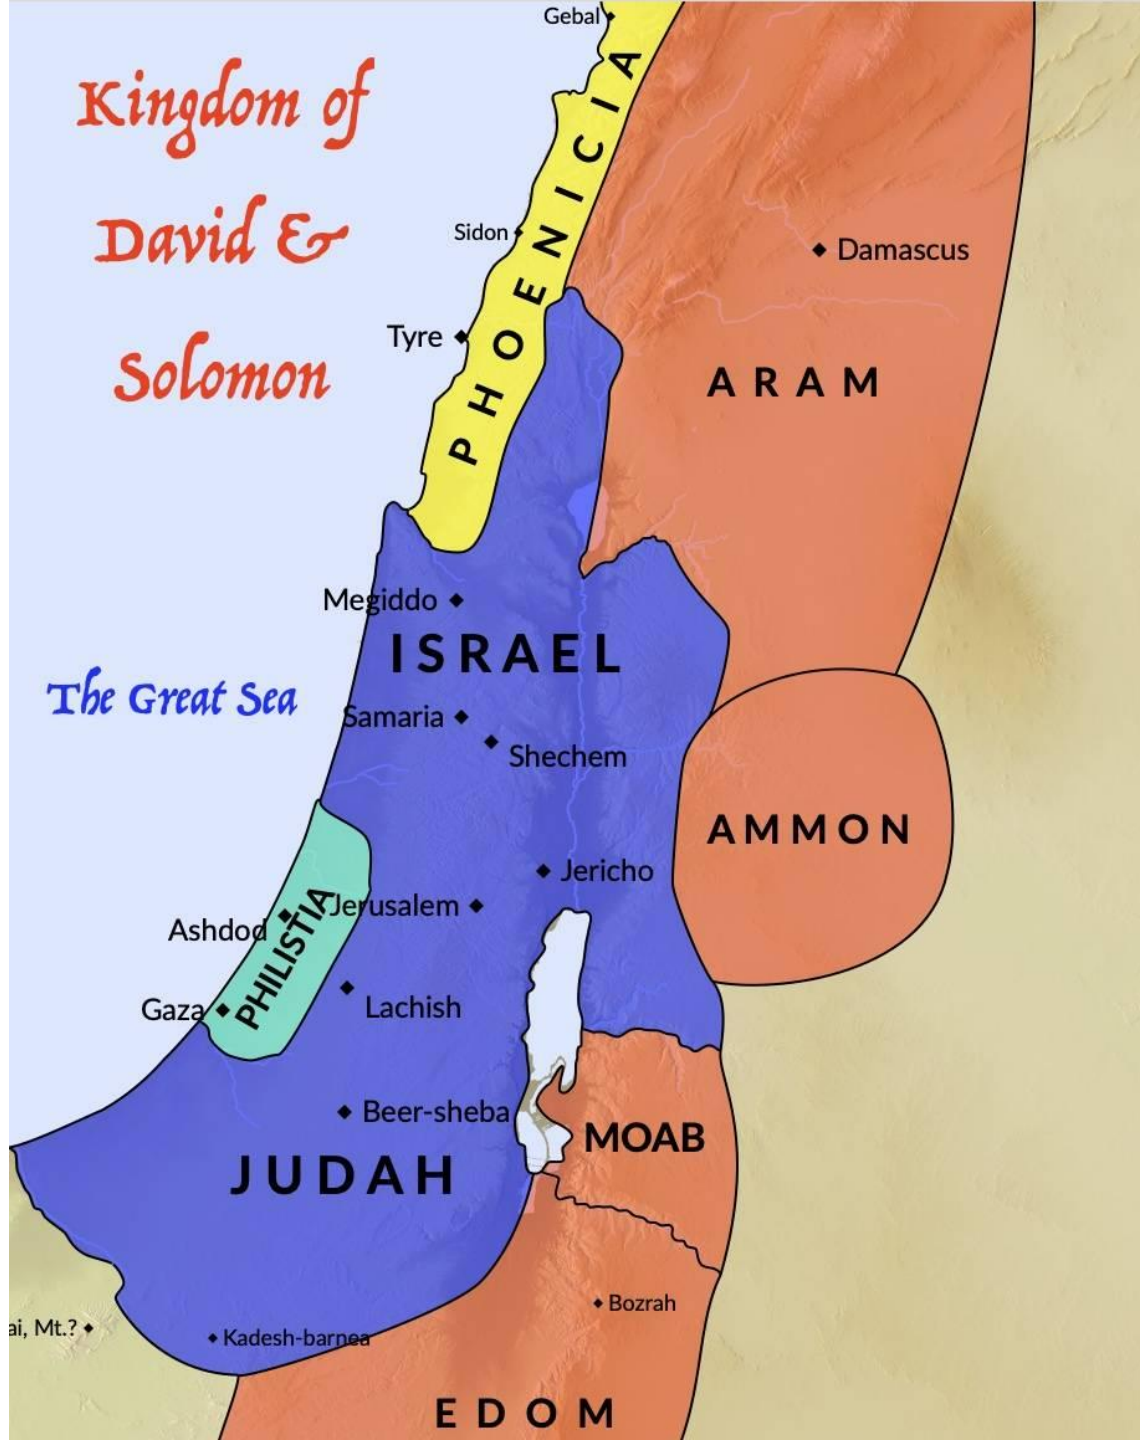 Gebal
Kingdom of
David &
Solomon
PHOENICIA
Sidon
Damascus
Tyre
ARAM
Megiddo
ISRAEL
The Great Sea
Samaria
Shechem
AMMON
Jericho
Jerusalem
Ashdod
PHILISTIA
Gaza
Lachish
Beer-sheba
MOAB
JUDAH
Bozrah
ai, Mt.?
Kadesh-barnea
EDOM